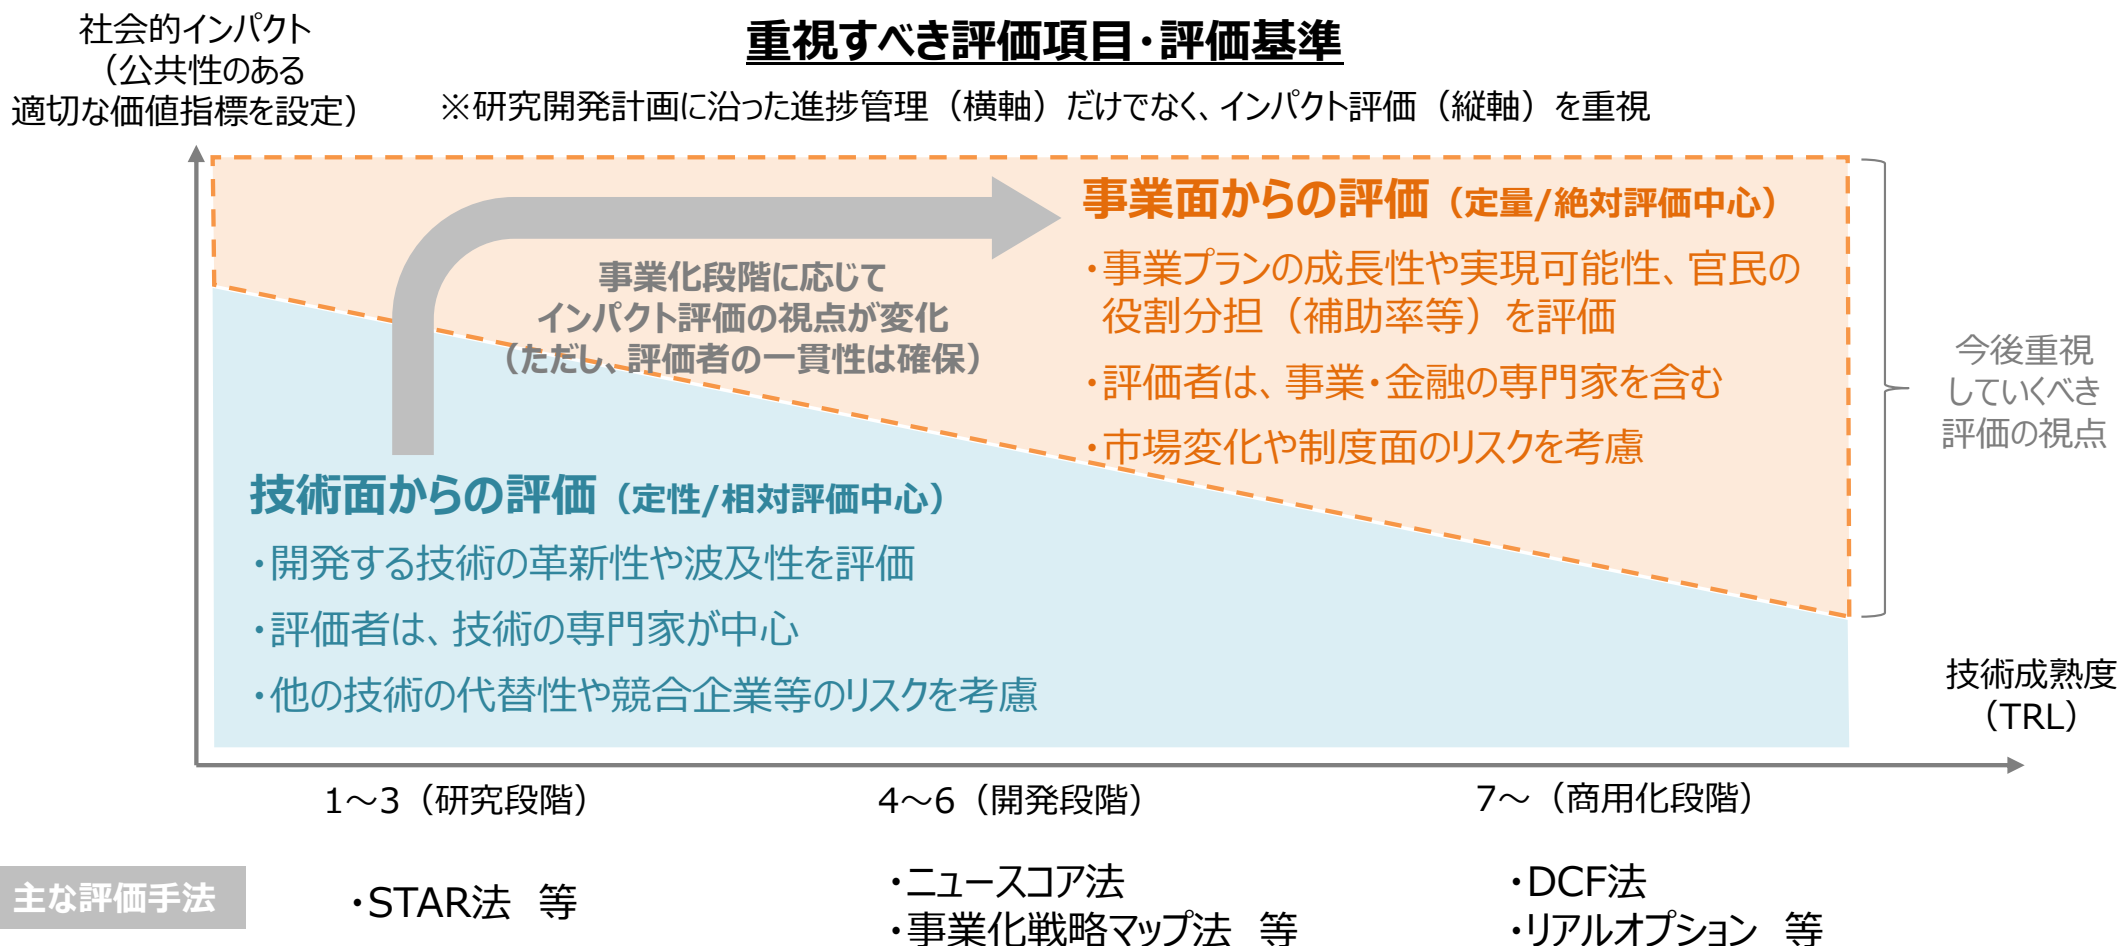 社会的インパクト
（公共性のある
適切な価値指標を設定）
重視すべき評価項目・評価基準
※研究開発計画に沿った進捗管理（横軸）だけでなく、インパクト評価（縦軸）を重視
事業面からの評価（定量/絶対評価中心）
・事業プランの成長性や実現可能性、官民の
役割分担（補助率等）を評価
・評価者は、事業・金融の専門家を含む
・市場変化や制度面のリスクを考慮
事業化段階に応じて
インパクト評価の視点が変化
（ただし、評価者の一貫性は確保）
今後重視
していくべき
評価の視点
技術面からの評価（定性/相対評価中心）
・開発する技術の革新性や波及性を評価
・評価者は、技術の専門家が中心
・他の技術の代替性や競合企業等のリスクを考慮
技術成熟度
（TRL）
1～3（研究段階）
4～6（開発段階）
7～（商用化段階）
主な評価手法
・STAR法　等
・ニュースコア法
・事業化戦略マップ法　等
・DCF法
・リアルオプション　等